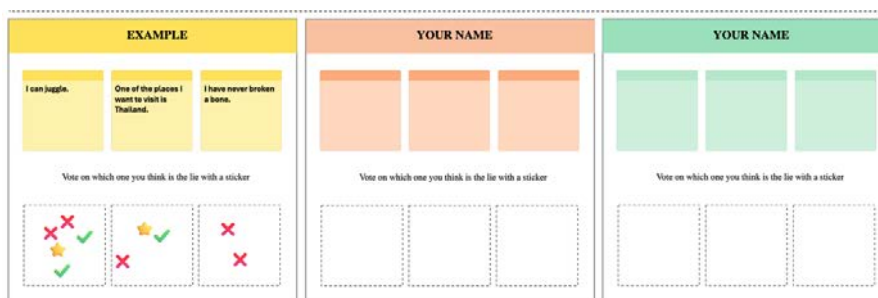 EXAMPLE
YOUR NAME
YOUR NAME
I can juggle.
One of the places I
want to visit is
Thailand.
I have never broken
a bone.
Vote on which one you think is the lie with a sticker
Vote on which one you think is the lie with a sticker
Vote on which one you think is the lie with a sticker